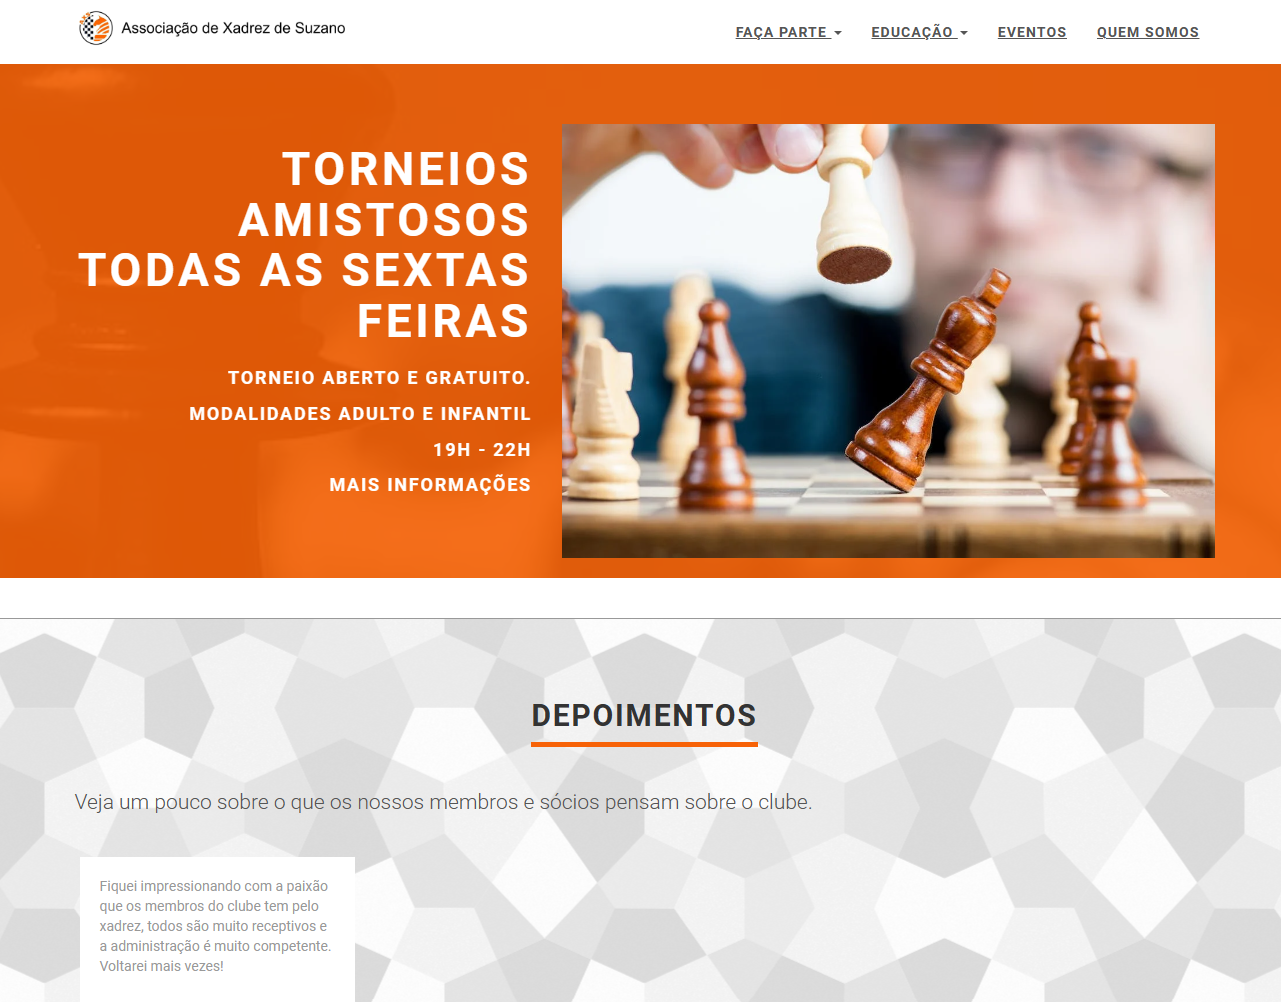 Associação de Xadrez de Suzano
FAÇA PARTE
EDUCAÇÃO
EVENTOS
QUEM SOMOS
TORNEIOS
AMISTOSOS
TODAS AS SEXTAS
FEIRAS
TORNEIO ABERTO E GRATUITO.
MODALIDADES ADULTO E INFANTIL
19H - 22H
MAIS INFORMAÇÕES
DEPOIMENTOS
Veja um pouco sobre o que os nossos membros e sócios pensam sobre o clube.
Fiquei impressionando com a paixão
que os membros do clube tem pelo
xadrez, todos são muito receptivos e
a administração é muito competente.
Voltarei mais vezes!